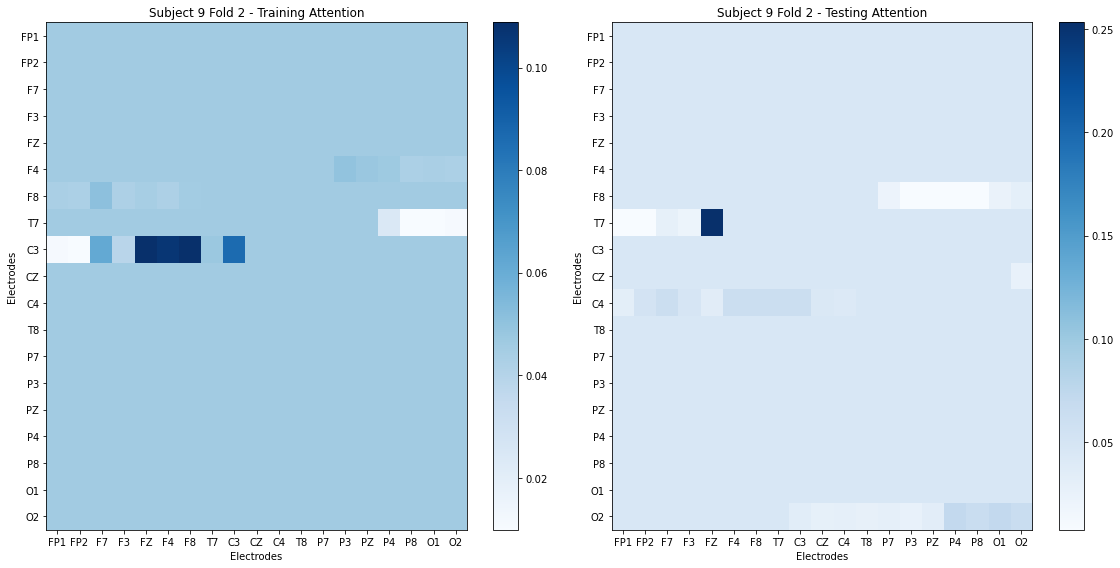 Subject 9 Fold 2 - Training Attention
FP1
FP2
F7
F3
FZ
F4
F8
T7
C3
CZ
C4
T8
P7
P3
PZ
P4
P8
O1
O2
Electrodes
FP1 FP2 F7 F3 FZ F4 F8 T7 C3 CZ C4 T8 P7 P3 PZ P4 P8 O1 O2
Electrodes
0.10
0.08
0.06
0.04
0.02
Subject 9 Fold 2 - Testing Attention
FP1
FP2
F7
F3
FZ
F4
F8
T7
C3
CZ
C4
T8
P7
P3
PZ
P4
P8
O1
O2
Electrodes
FP1 FP2 F7 F3 FZ F4 F8 T7 C3 CZ C4 T8 P7 P3 PZ P4 P8 O1 O2
Electrodes
0.25
0.20
0.15
0.10
0.05